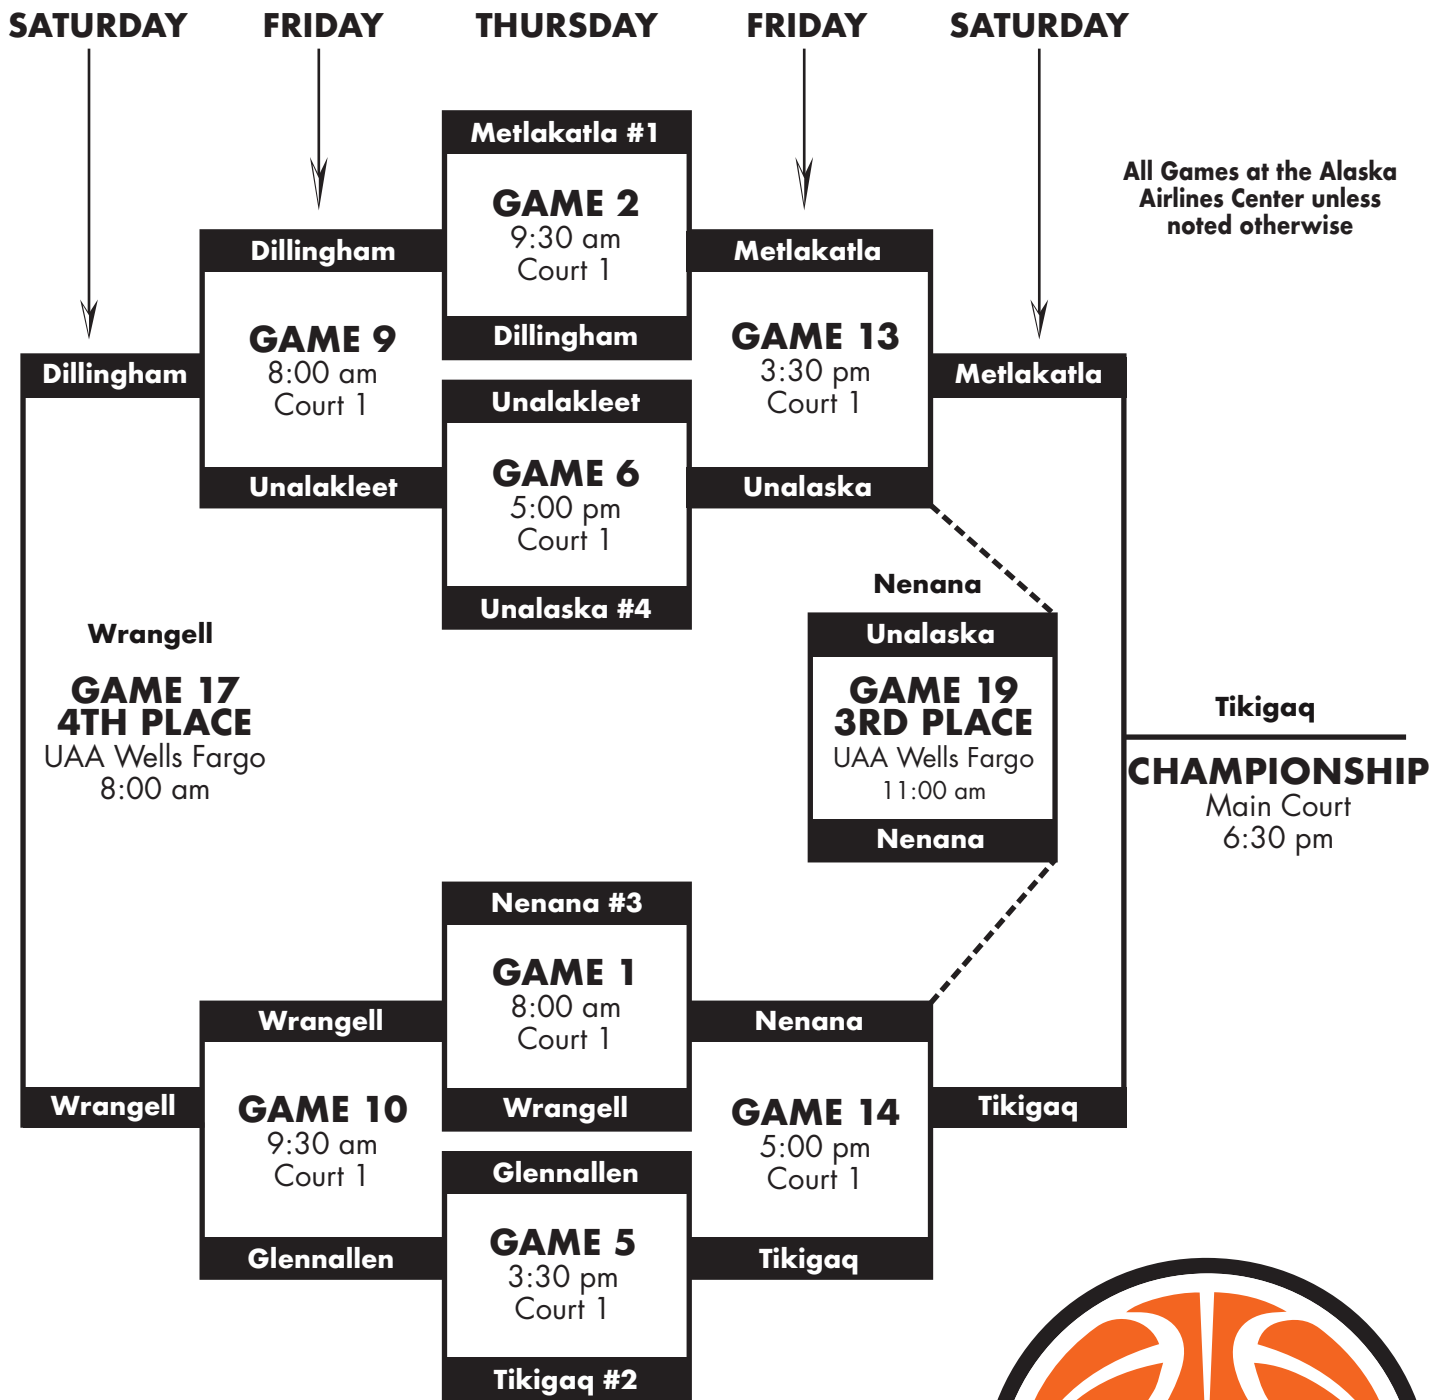 SATURDAY
FRIDAY
THURSDAY
FRIDAY
SATURDAY
All Games at the Alaska
Airlines Center unless
noted otherwise
Metlakatla #1
GAME 2
9:30 am
Court 1
Dillingham
Dillingham
GAME 9
8:00 am
Court 1
Unalakleet
Unalakleet
GAME 6
5:00 pm
Court 1
Unalaska #4
Metlakatla
GAME 13
3:30 pm
Court 1
Unalaska
Dillingham
Metlakatla
Wrangell
GAME 17
4TH PLACE
UAA Wells Fargo
8:00 am
Nenana
Unalaska
GAME 19
3RD PLACE
UAA Wells Fargo
11:00 am
Nenana
Tikigaq
CHAMPIONSHIP
Main Court
6:30 pm
Nenana #3
GAME 1
8:00 am
Court 1
Wrangell
Wrangell
GAME 10
9:30 am
Court 1
Glennallen
Glennallen
GAME 5
3:30 pm
Court 1
Tikigaq #2
Nenana
GAME 14
5:00 pm
Court 1
Tikigaq
Wrangell
Tikigaq